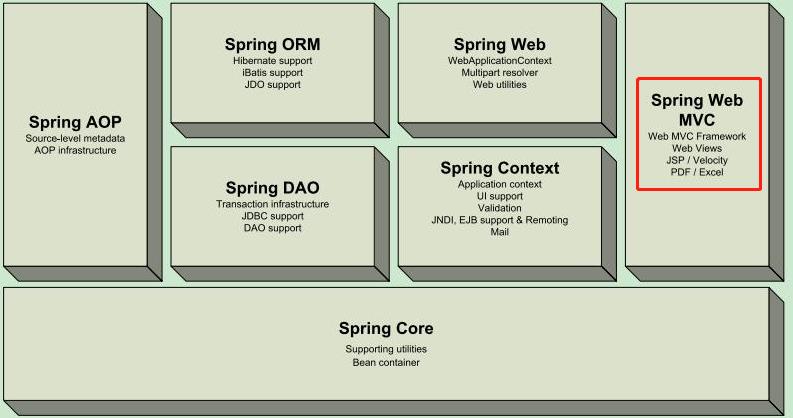 Spring AOP
Source-level metadata
AOP infrastructure
Spring ORM
Hibernate support
iBatis support
JDO support
Spring DAO
Transaction infrastructure
JDBC support
DAO support
Spring Web
WebApplicationContext
Multipart resolver
Web utilities
Spring Context
Application context
UI support
Validation
JNDI, EJB support & Remoting
Mail
Spring Web
MVC
Web MVC Framework
Web Views
JSP / Velocity
PDF / Excel
Spring Core
Supporting utilities
Bean container